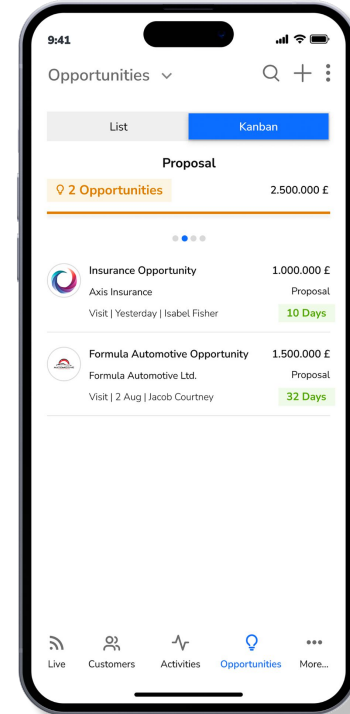 9:41
Opportunities
List Kanban
Proposal
2 Opportunities 2.500.000 £
Insurance Opportunity 1.000.000 £
Axis Insurance Proposal
Visit | Yesterday | Isabel Fisher 10 Days
Formula Automotive Opportunity 1.500.000 £
Formula Automotive Ltd. Proposal
Visit | 2 Aug | Jacob Courtney 32 Days
Live Customers Activities Opportunities More...